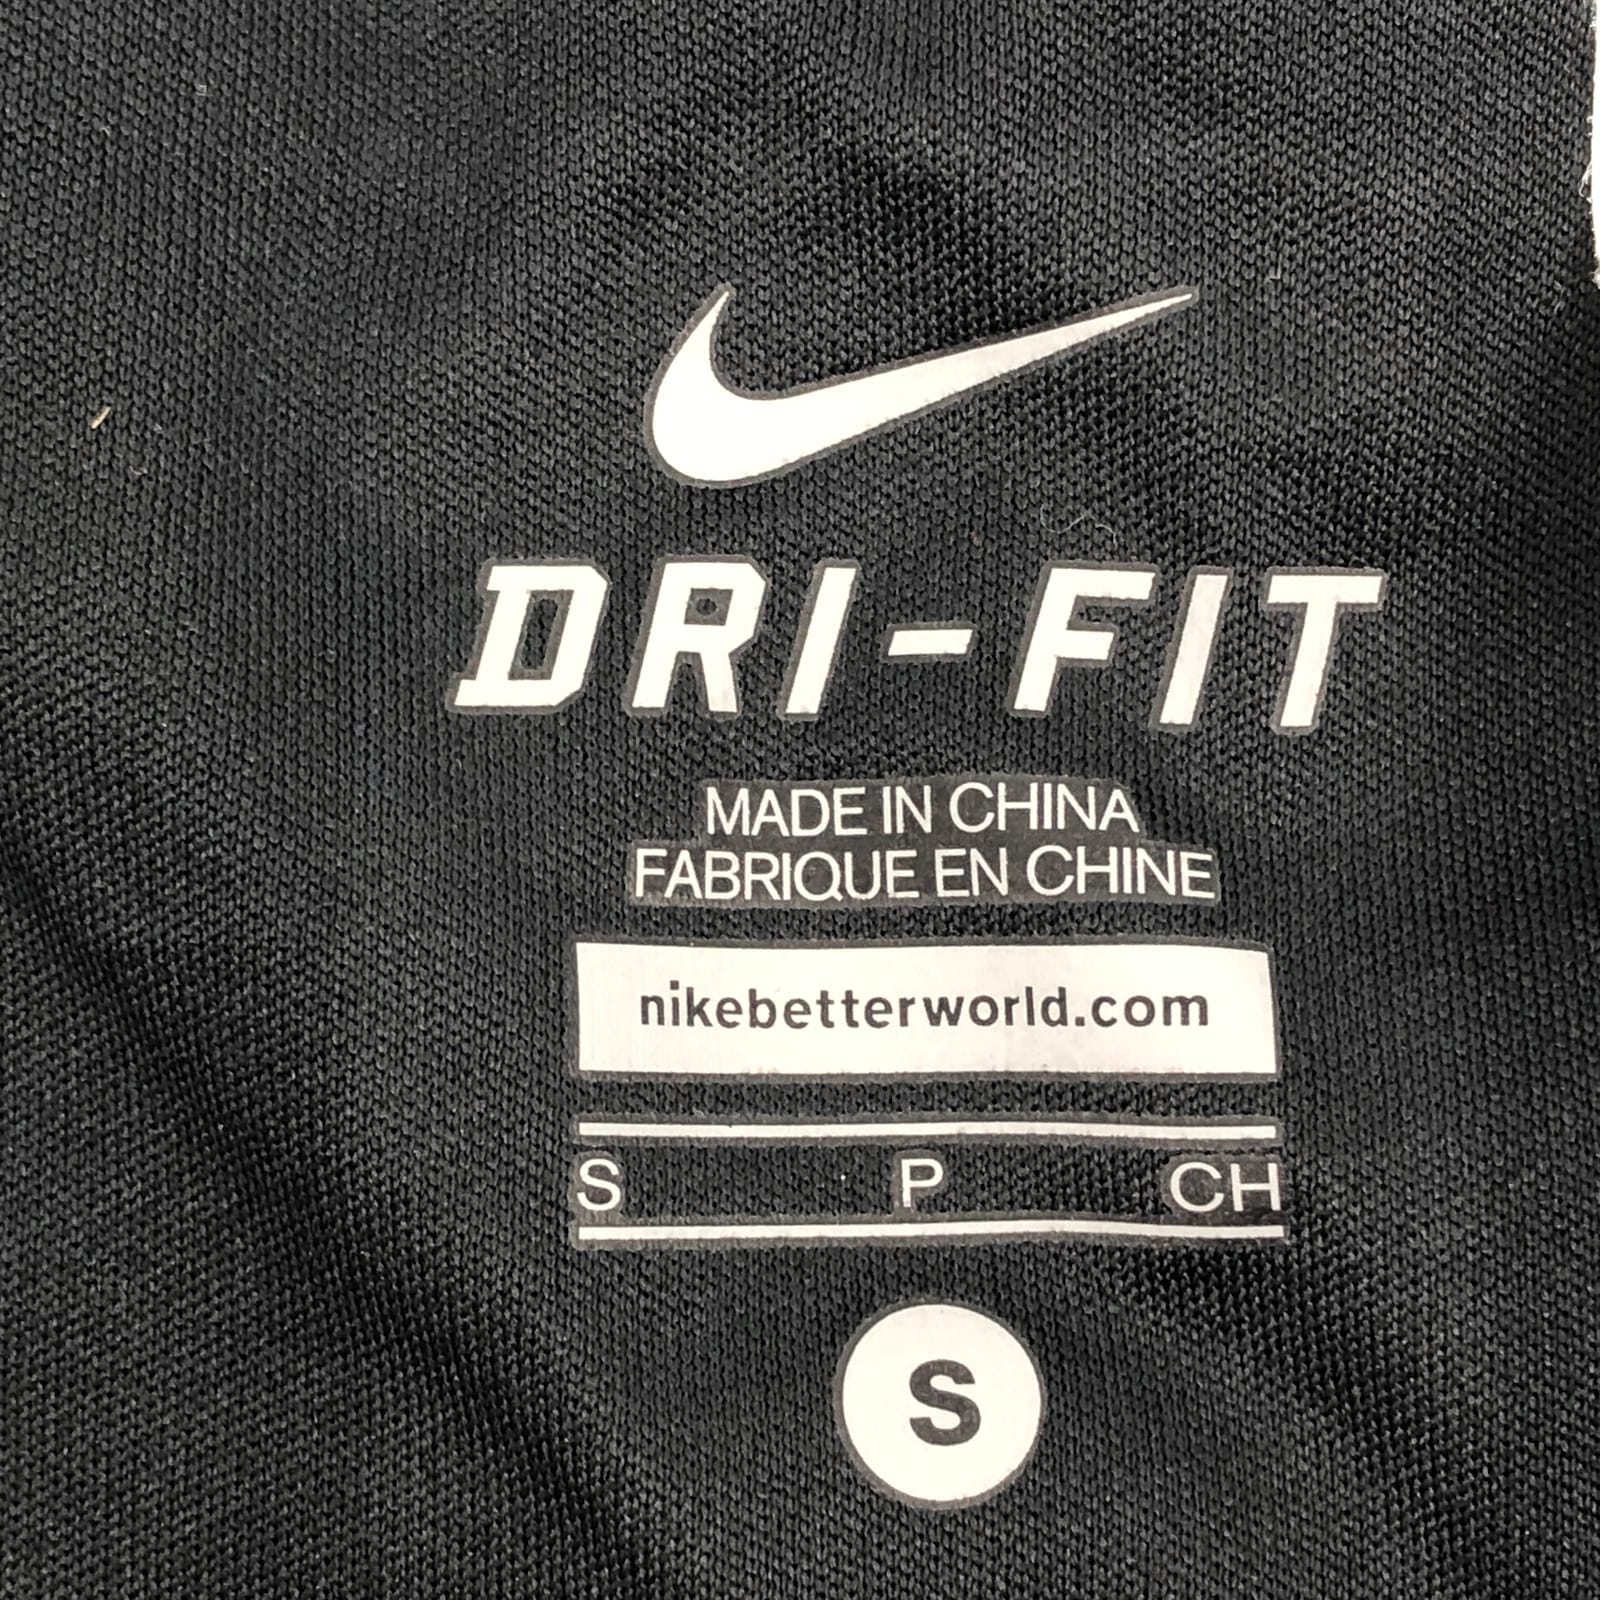 DRI-FIT
MADE IN CHINA
FABRIQUE EN CHINE
nikebetterworld.com
S P CH
S